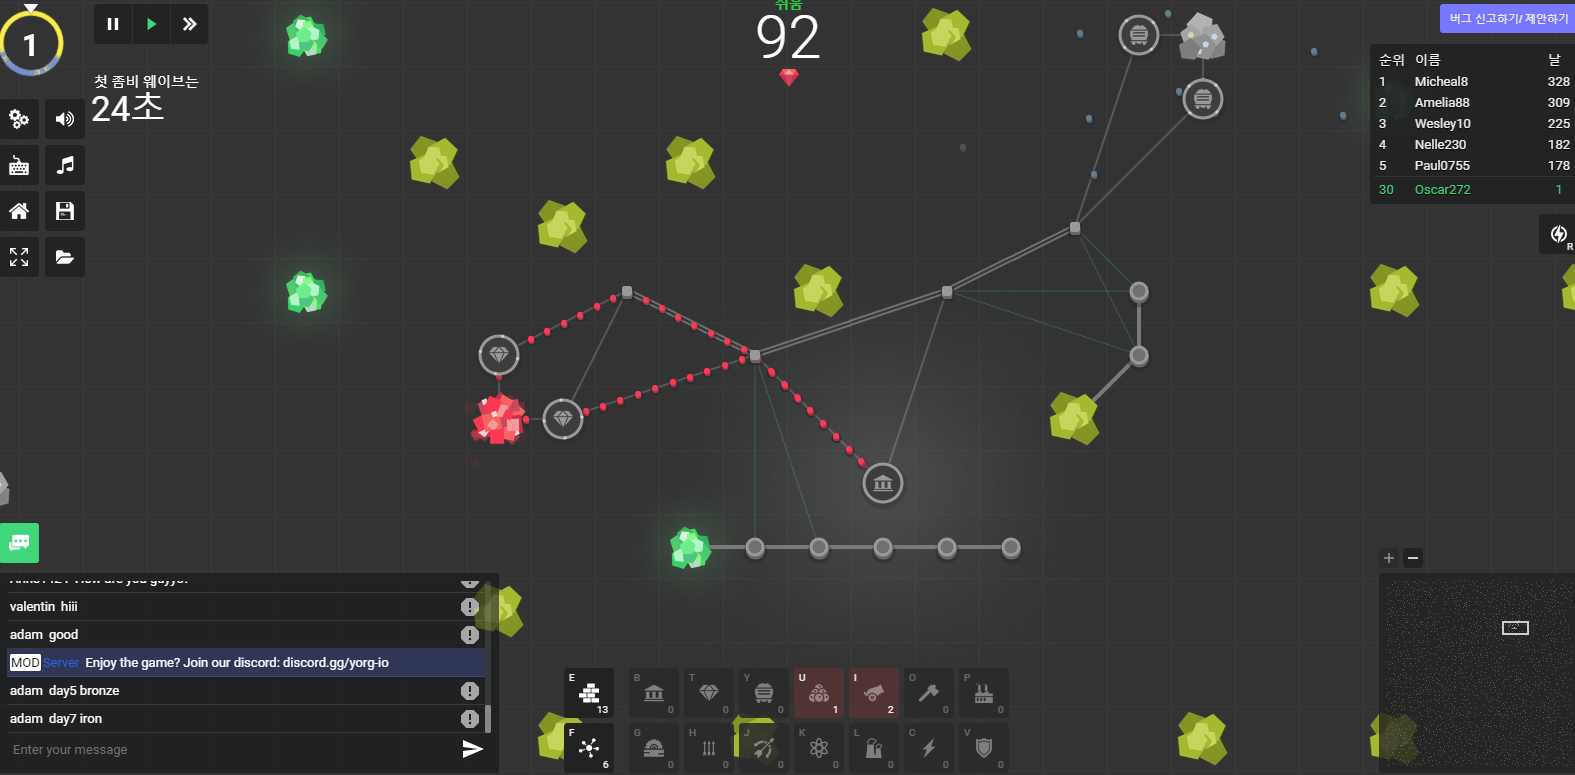 쉬움
92
1
첫 좀비 웨이브는
24초
버그 신고하기/ 제안하기
순위 이름 날
1 Micheal8 328
2 Amelia88 309
3 Wesley10 225
4 Nelle230 182
5 Paul0755 178
30 Oscar272 1
R
valentin hiii
adam good
MOD Server Enjoy the game? Join our discord: discord.gg/yorg-io
adam day5 bronze
adam day7 iron
Enter your message
E 13
B 0
T 0
Y 0
U 1
I 2
O 0
P 0
F 6
G 0
H 0
J 0
K 0
L 0
C 0
V 0